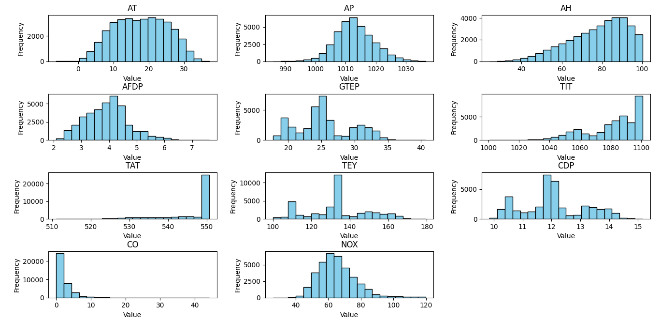 AT
Frequency
2000
0
0 10 20 30
Value
AP
Frequency
5000
2500
0
990 1000 1010 1020 1030
Value
AH
Frequency
4000
2000
0
40 60 80 100
Value
AFDP
Frequency
5000
2500
0
2 3 4 5 6 7
Value
GTEP
Frequency
5000
0
20 25 30 35 40
Value
TIT
Frequency
5000
0
1000 1020 1040 1060 1080 1100
Value
TAT
Frequency
20000
10000
0
510 520 530 540 550
Value
TEY
Frequency
10000
5000
0
100 120 140 160 180
Value
CDP
Frequency
5000
0
10 11 12 13 14 15
Value
CO
Frequency
20000
10000
0
0 10 20 30 40
Value
NOX
Frequency
5000
0
40 60 80 100 120
Value